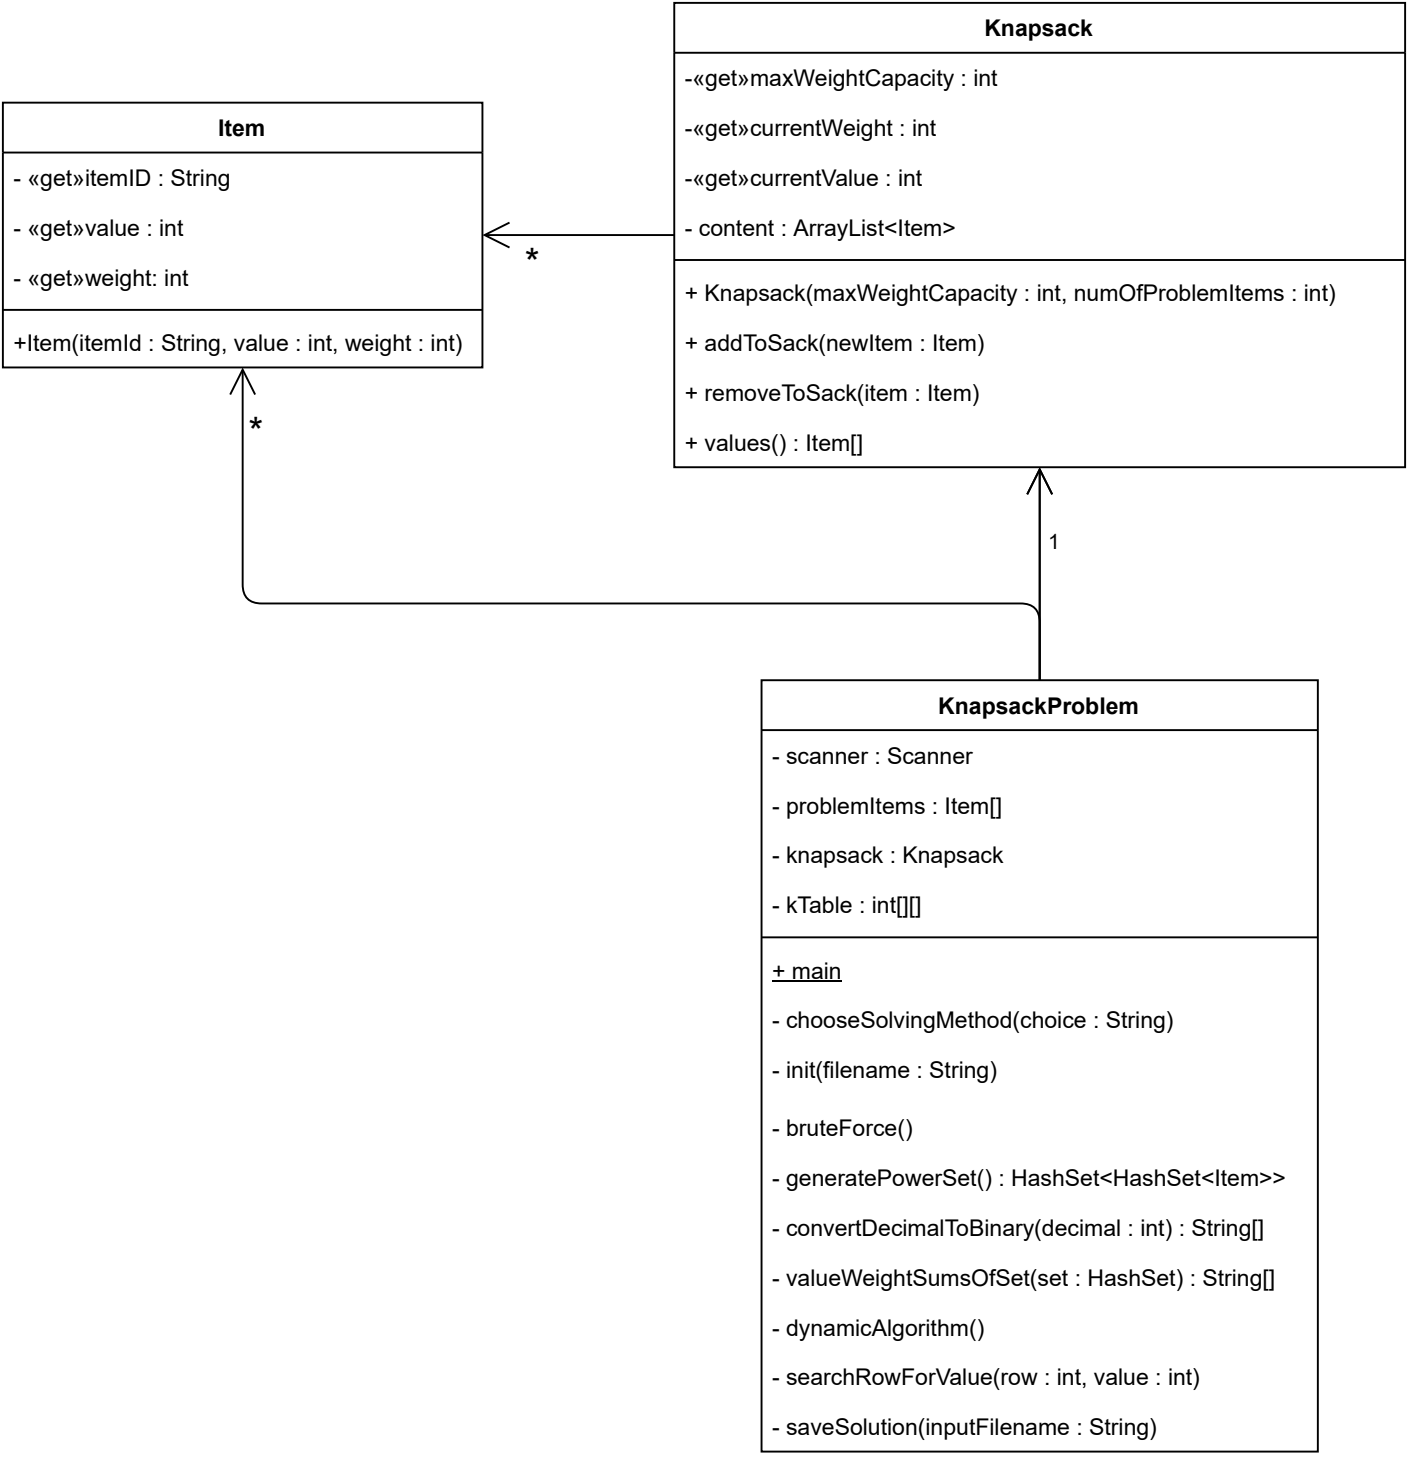 Item
- «get»itemID : String
- «get»value : int
- «get»weight: int
+Item(itemId : String, value : int, weight : int)
*
*
Knapsack
-«get»maxWeightCapacity : int
-«get»currentWeight : int
-«get»currentValue : int
- content : ArrayList<Item>
+ Knapsack(maxWeightCapacity : int, numOfProblemItems : int)
+ addToSack(newItem : Item)
+ removeToSack(item : Item)
+ values() : Item[]
1
KnapsackProblem
- scanner : Scanner
- problemItems : Item[]
- knapsack : Knapsack
- kTable : int[][]
+ main
- chooseSolvingMethod(choice : String)
- init(filename : String)
- bruteForce()
- generatePowerSet() : HashSet<HashSet<Item>>
- convertDecimalToBinary(decimal : int) : String[]
- valueWeightSumsOfSet(set : HashSet) : String[]
- dynamicAlgorithm()
- searchRowForValue(row : int, value : int)
- saveSolution(inputFilename : String)